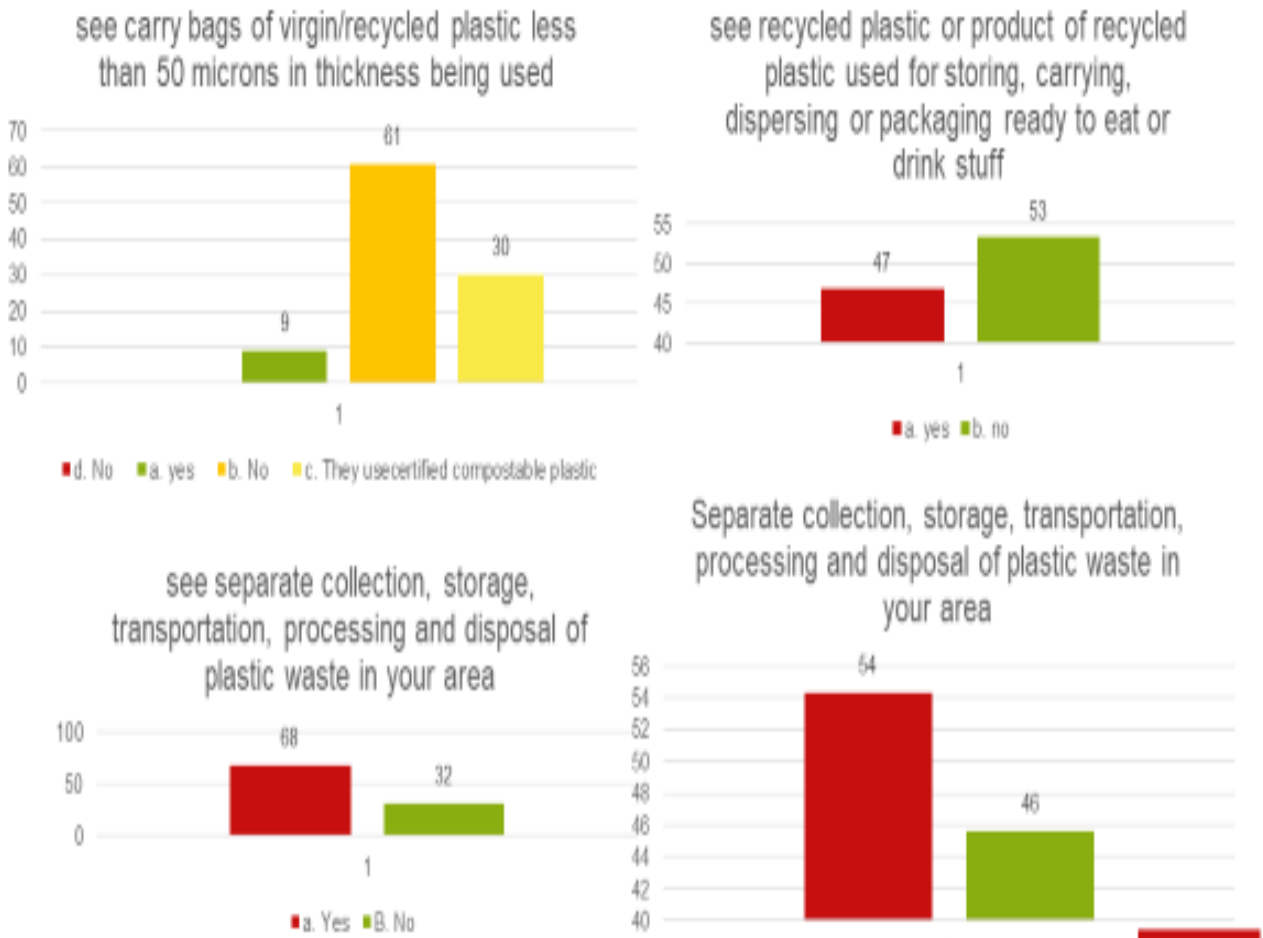 see carry bags of virgin/recycled plastic less
than 50 microns in thickness being used
70
60
50
40
30
20
10
0
9
61
30
1
d. No a. yes b. No c. They usecertified compostable plastic
see recycled plastic or product of recycled
plastic used for storing, carrying,
dispersing or packaging ready to eat or
drink stuff
55
50
45
40
47
53
1
a. yes b. no
see separate collection, storage,
transportation, processing and disposal of
plastic waste in your area
100
50
0
68
32
1
a. Yes B. No
Separate collection, storage, transportation,
processing and disposal of plastic waste in
your area
56
54
52
50
48
46
44
42
40
54
46